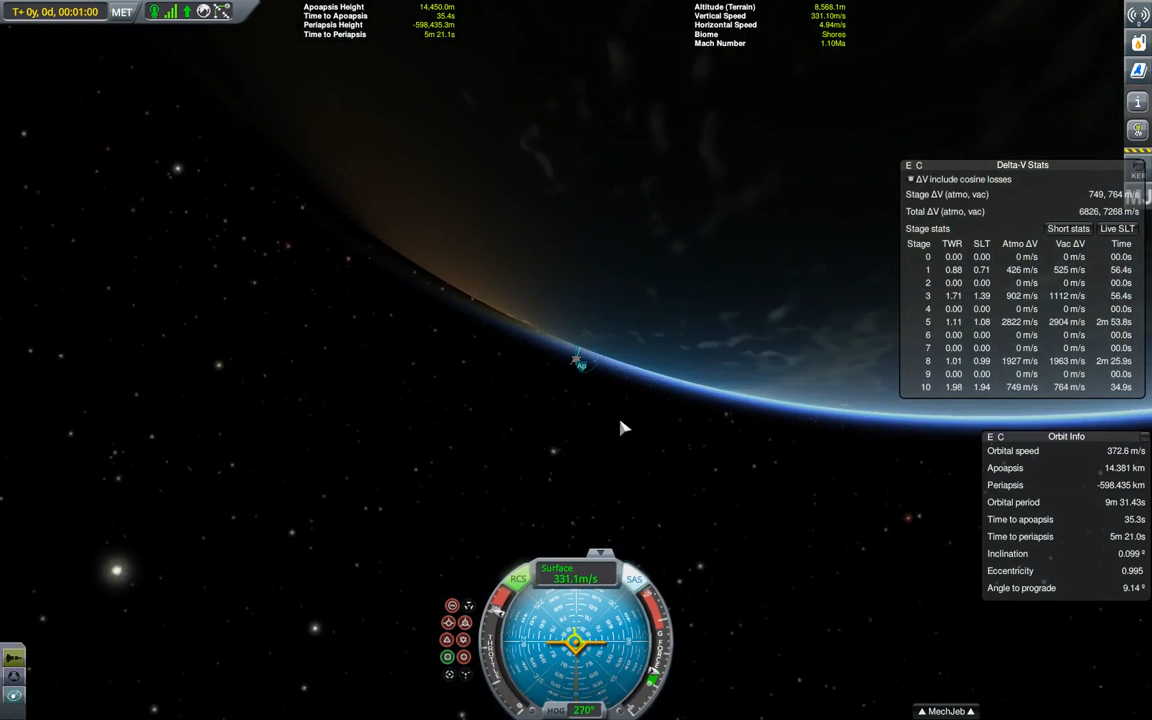 T+ 0y, 0d, 00:01:00 MET
Apoapsis Height 14,450.0m
Time to Apoapsis 35.4s
Periapsis Height -598,435.3m
Time to Periapsis 5m 21.1s
Altitude (Terrain) 8,568.1m
Vertical Speed 331.10m/s
Horizontal Speed 4.94m/s
Biome Shores
Mach Number 1.10Ma
E C Delta-V Stats
ΔV include cosine losses
Stage ΔV (atmo, vac) 749, 764 m/s
Total ΔV (atmo, vac) 6826, 7268 m/s
Stage stats Short stats Live SLT
Stage TWR SLT Atmo ΔV Vac ΔV Time
0 0.00 0.00 0 m/s 0 m/s 00.0s
1 0.88 0.71 426 m/s 525 m/s 56.4s
2 0.00 0.00 0 m/s 0 m/s 00.0s
3 1.71 1.39 902 m/s 1112 m/s 56.4s
4 0.00 0.00 0 m/s 0 m/s 00.0s
5 1.11 1.08 2822 m/s 2904 m/s 2m 53.8s
6 0.00 0.00 0 m/s 0 m/s 00.0s
7 0.00 0.00 0 m/s 0 m/s 00.0s
8 1.01 0.99 1927 m/s 1963 m/s 2m 25.9s
9 0.00 0.00 0 m/s 0 m/s 00.0s
10 1.98 1.94 749 m/s 764 m/s 34.9s
KER
MJ
Ap
E C Orbit Info
Orbital speed 372.6 m/s
Apoapsis 14.381 km
Periapsis -598.435 km
Orbital period 9m 31.43s
Time to apoapsis 35.3s
Time to periapsis 5m 21.0s
Inclination 0.099 º
Eccentricity 0.995
Angle to prograde 9.14 º
Surface
331.1m/s
RCS
SAS
THROTTLE
G FORCE
HDG 270°
▲ MechJeb ▲